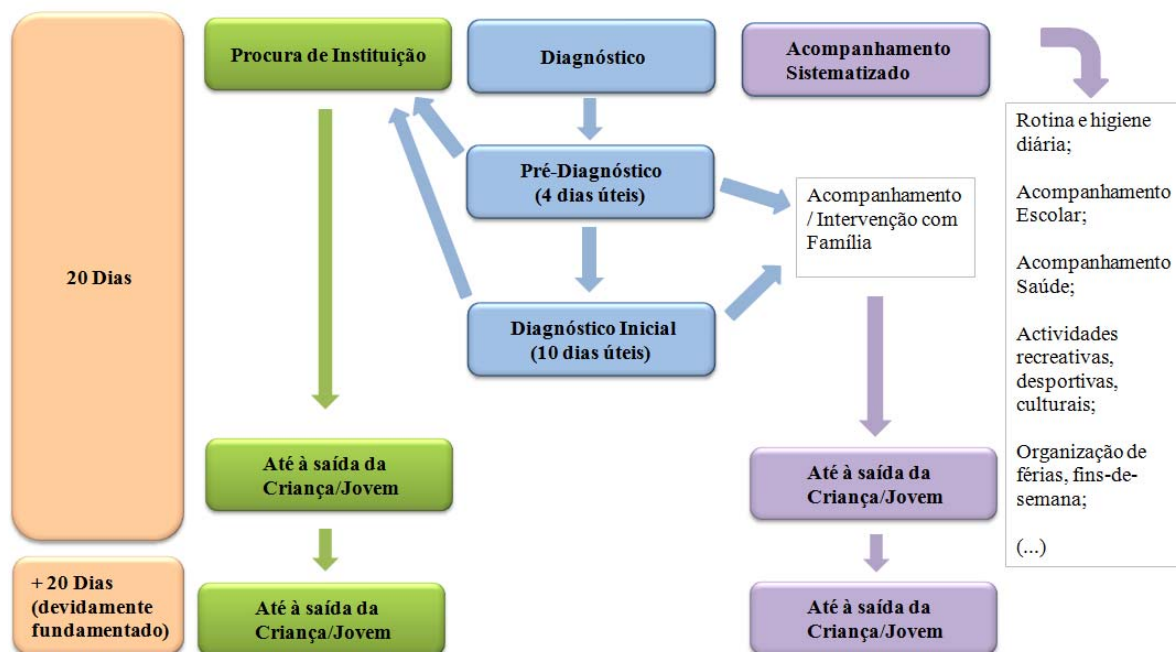 20 Dias
+ 20 Dias
(devidamente
fundamentado)
Procura de Instituição
Até à saída da
Criança/Jovem
Até à saída da
Criança/Jovem
Diagnóstico
Pré-Diagnóstico
(4 dias úteis)
Diagnóstico Inicial
(10 dias úteis)
Acompanhamento
Sistematizado
Acompanhamento
/ Intervenção com
Família
Até à saída da
Criança/Jovem
Até à saída da
Criança/Jovem
Rotina e higiene
diária;
Acompanhamento
Escolar;
Acompanhamento
Saúde;
Actividades
recreativas,
desportivas,
culturais;
Organização de
férias, fins-de-
semana;
(...)